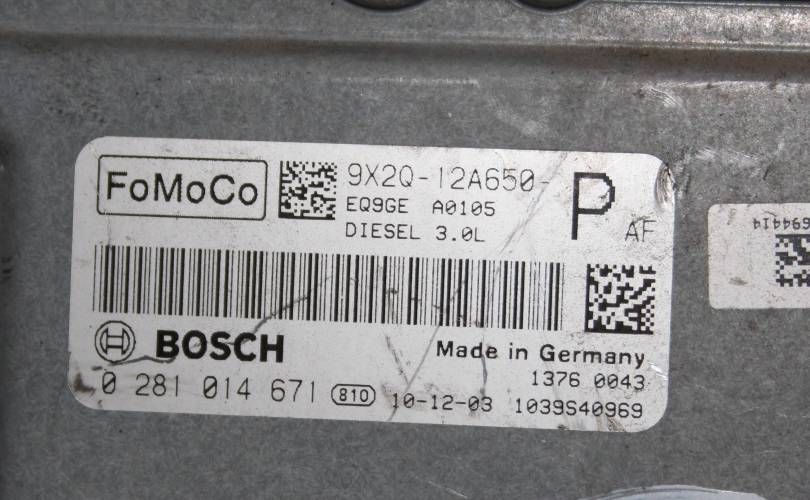 FoMoCo
9X2Q-12A650-
P
AF
EQ9GE A0105
DIESEL 3.0L
BOSCH
Made in Germany
1376 0043
0 281 014 671 810 10-12-03 1039S40969